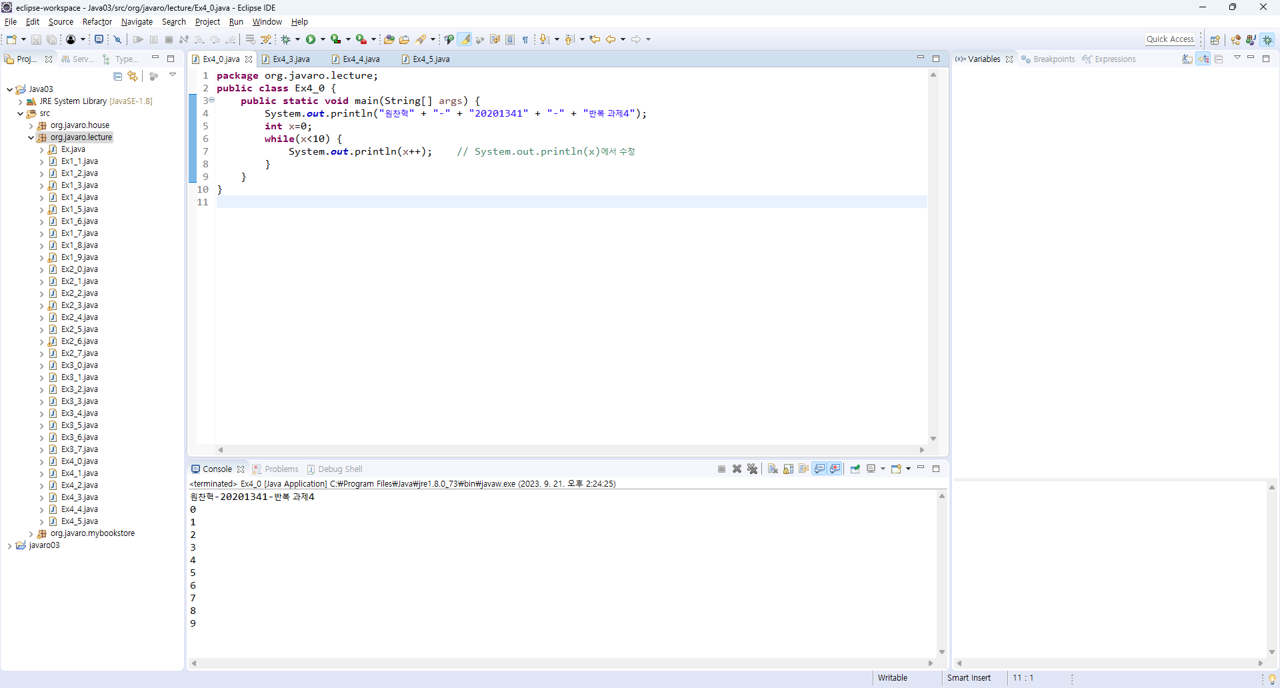 eclipse-workspace - Java03/src/org/javaro/lecture/Ex4_0.java - Eclipse IDE
File Edit Source Refactor Navigate Search Project Run Window Help
Quick Access
Proj... Serv... Type...
Java03
JRE System Library [JavaSE-1.8]
src
org.javaro.house
org.javaro.lecture
Ex.java
Ex1_1.java
Ex1_2.java
Ex1_3.java
Ex1_4.java
Ex1_5.java
Ex1_6.java
Ex1_7.java
Ex1_8.java
Ex1_9.java
Ex2_0.java
Ex2_1.java
Ex2_2.java
Ex2_3.java
Ex2_4.java
Ex2_5.java
Ex2_6.java
Ex2_7.java
Ex3_0.java
Ex3_1.java
Ex3_2.java
Ex3_3.java
Ex3_4.java
Ex3_5.java
Ex3_6.java
Ex3_7.java
Ex4_0.java
Ex4_1.java
Ex4_2.java
Ex4_3.java
Ex4_4.java
Ex4_5.java
org.javaro.mybookstore
javaro03
Ex4_0.java Ex4_3.java Ex4_4.java Ex4_5.java
1 package org.javaro.lecture;
2 public class Ex4_0 {
3 public static void main(String[] args) {
4 System.out.println("원찬혁" + "-" + "20201341" + "-" + "반복 과제4");
5 int x=0;
6 while(x<10) {
7 System.out.println(x++); // System.out.println(x)에서 수정
8 }
9 }
10 }
11
Console Problems Debug Shell
<terminated> Ex4_0 [Java Application] C:₩Program Files₩Java₩jre1.8.0_73₩bin₩javaw.exe (2023. 9. 21. 오후 2:24:25)
원찬혁-20201341-반복 과제4
0
1
2
3
4
5
6
7
8
9
(x)= Variables Breakpoints Expressions
Writable Smart Insert 11 : 1